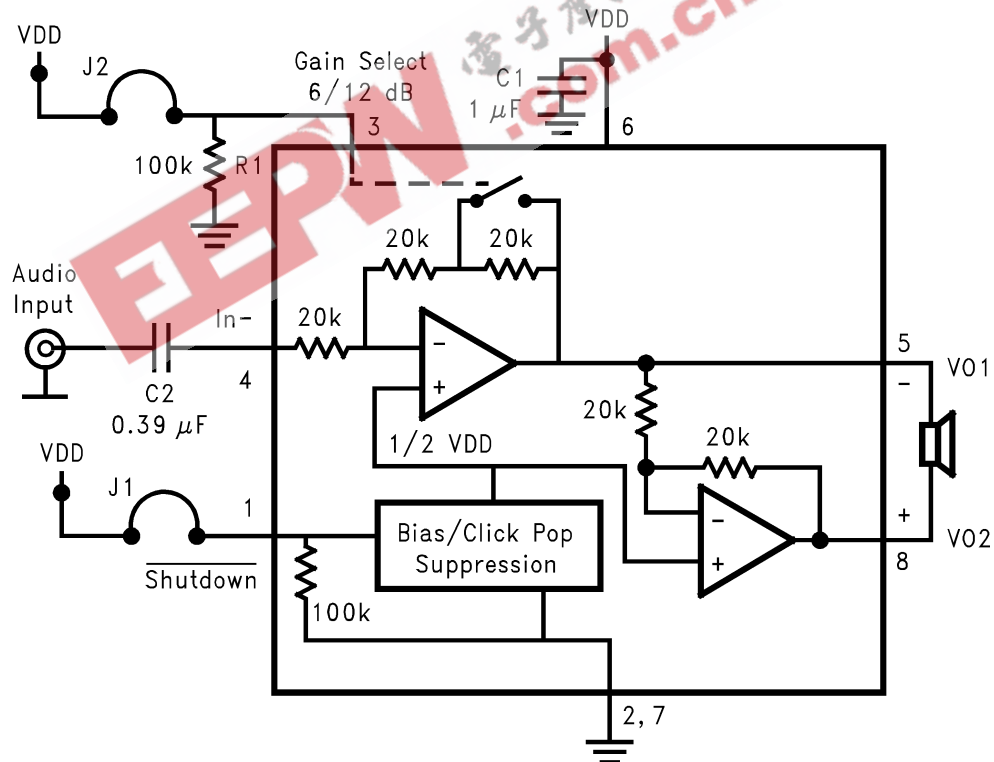 VDD
J2
Gain Select
6/12 dB
3
100k
R1
VDD
C1
1 μF
6
20k
20k
Audio
Input
In-
20k
4
C2
0.39 μF
-
+
1/2 VDD
5
VO1
-
20k
20k
VDD
J1
1
Shutdown
Bias/Click Pop
Suppression
100k
-
+
+
VO2
8
2,7
EEPW
.com.cn
电子